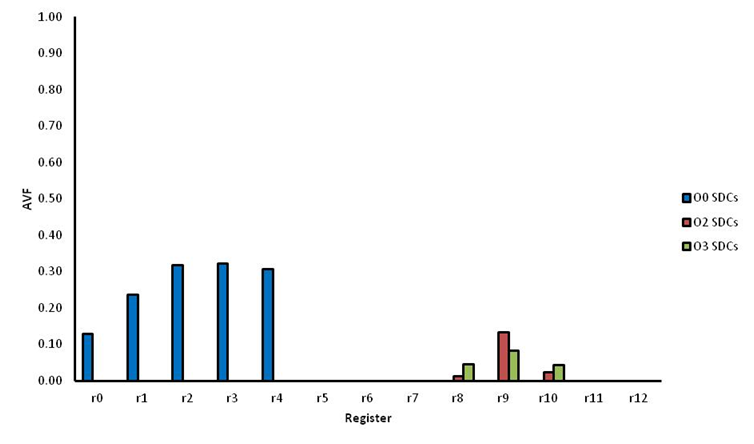 1.00
0.90
0.80
0.70
0.60
0.50
0.40
0.30
0.20
0.10
0.00
AVF
r0 r1 r2 r3 r4 r5 r6 r7 r8 r9 r10 r11 r12
Register
O0 SDCs
O2 SDCs
O3 SDCs